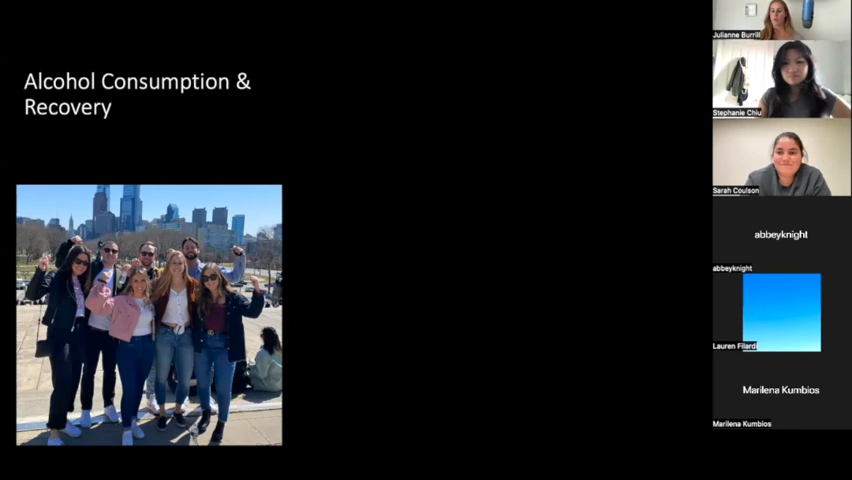 Alcohol Consumption &
Recovery
Julianne Burrill
Stephanie Chiu
Sarah Coulson
abbeyknight
abbeyknight
Lauren Filardi
Marilena Kumbios
Marilena Kumbios